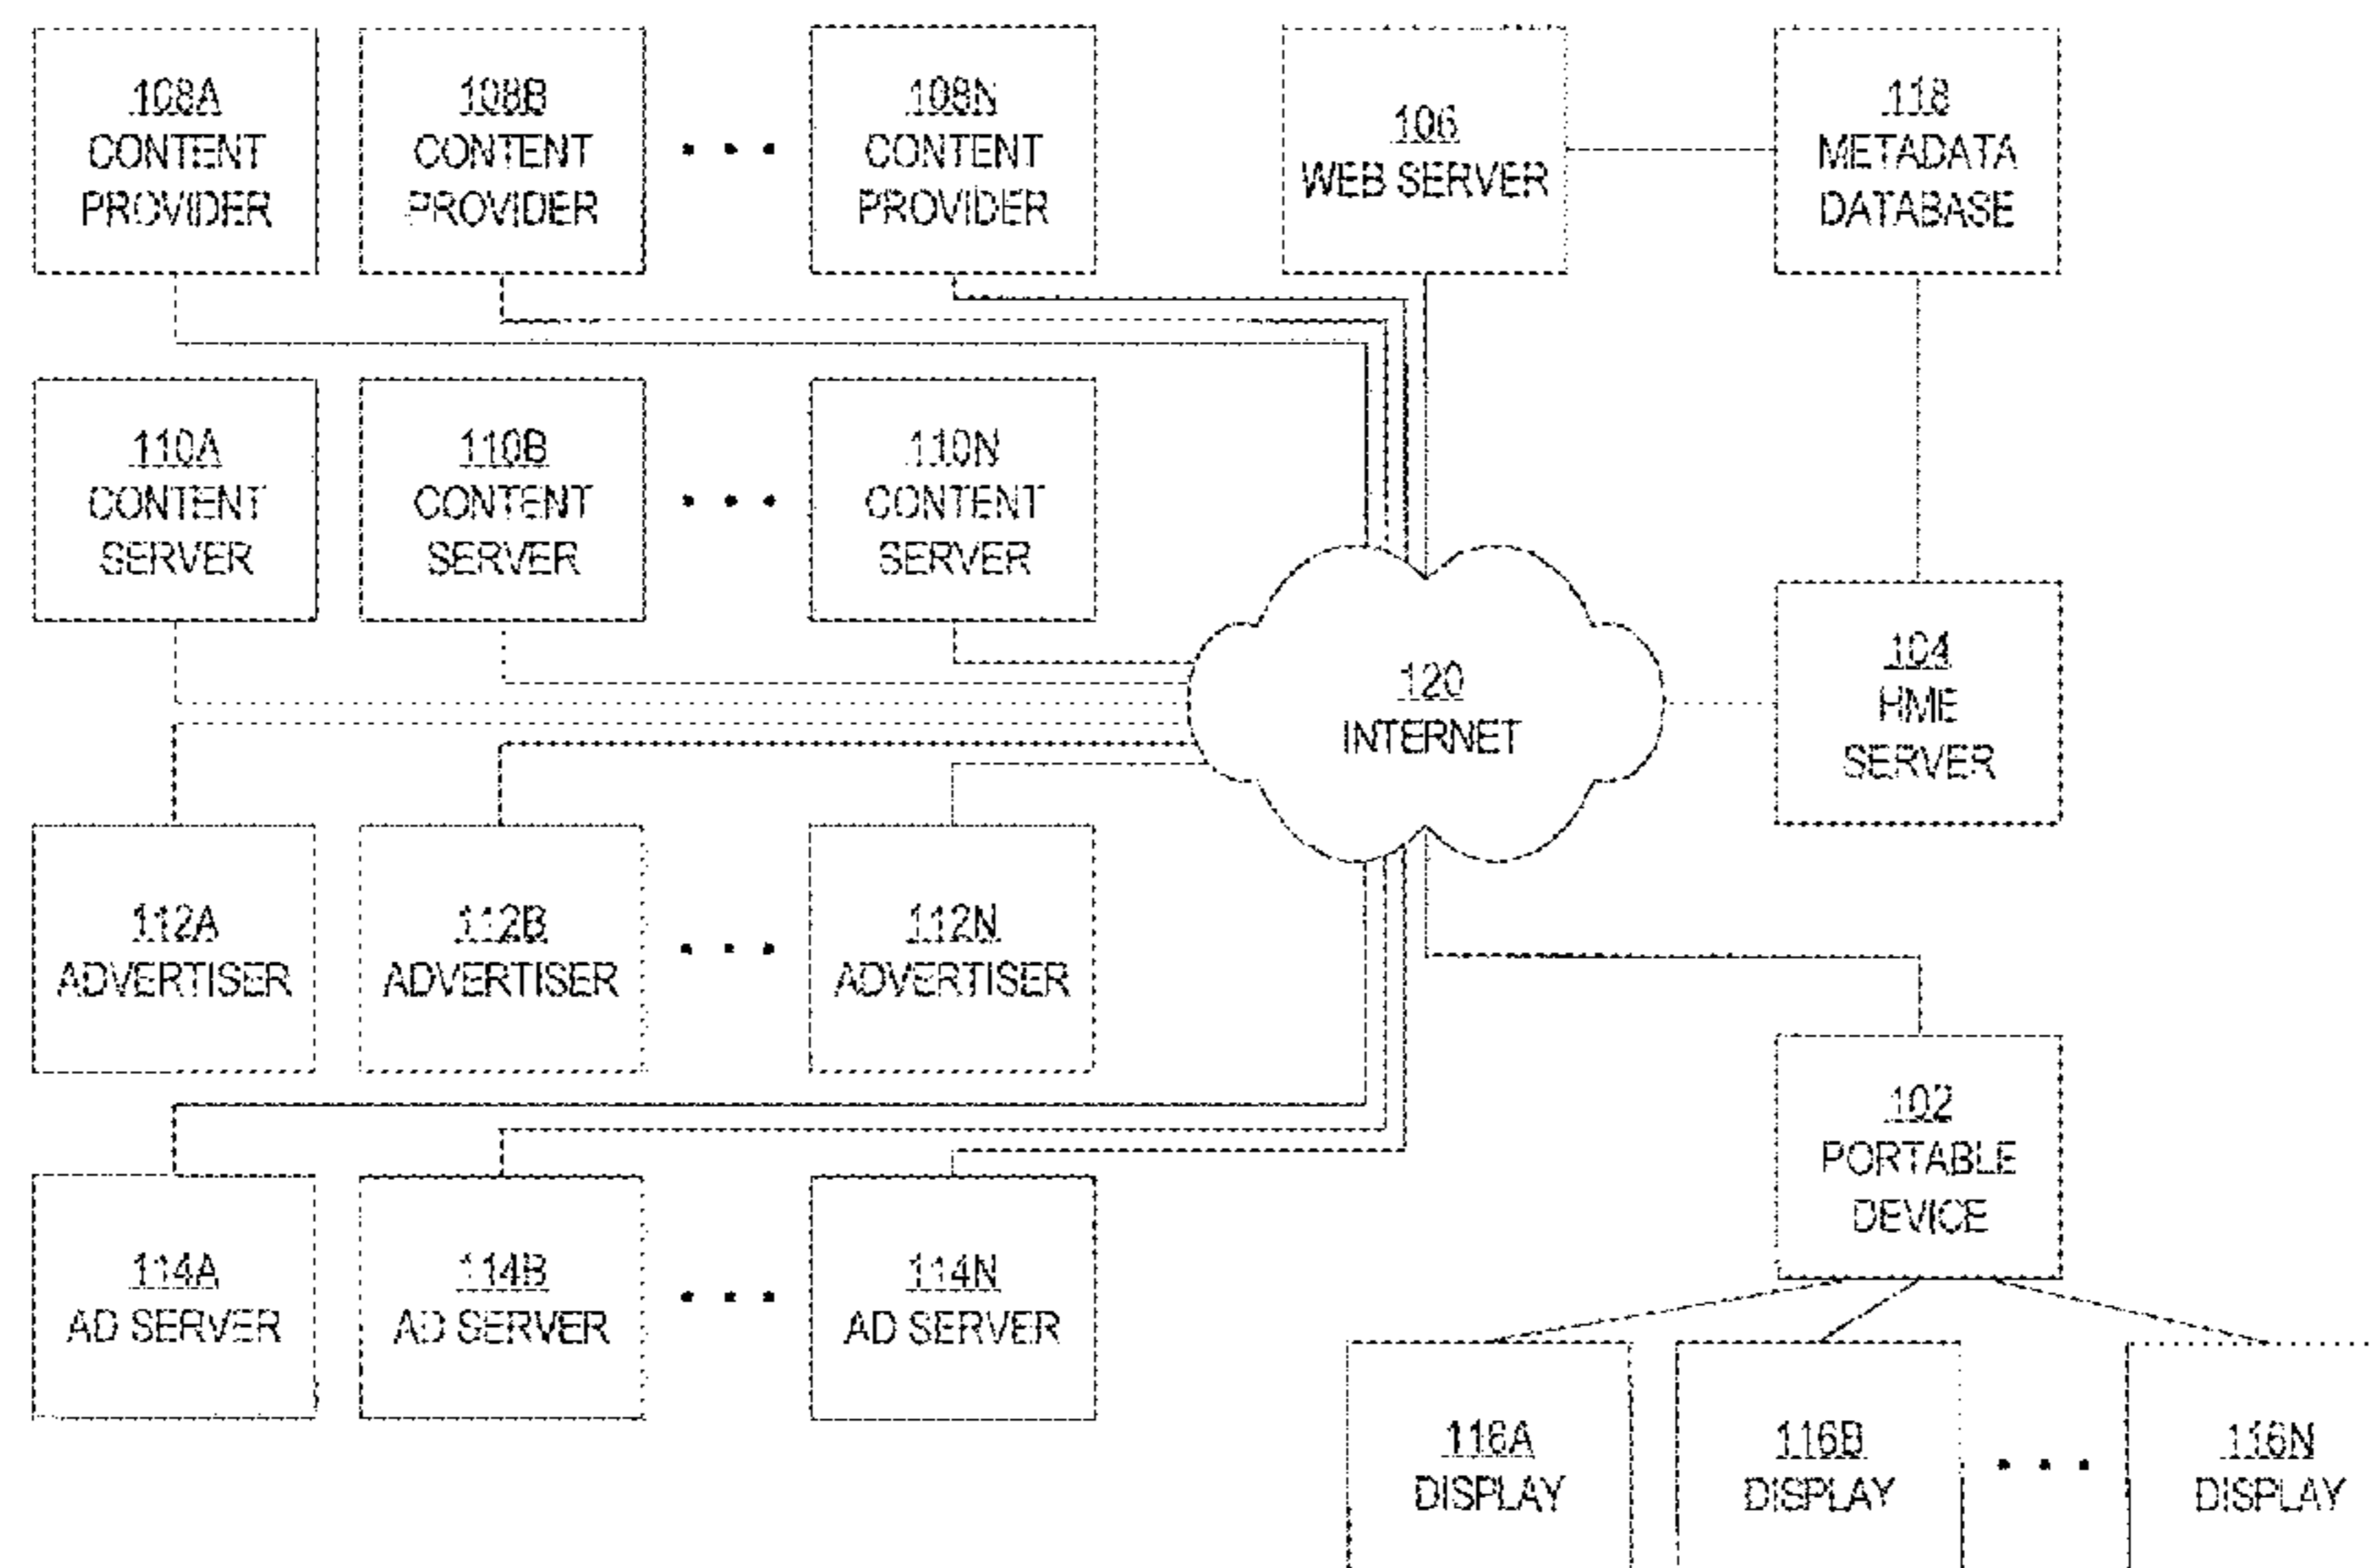 108A
CONTENT
PROVIDER
108B
CONTENT
PROVIDER
108N
CONTENT
PROVIDER
106
WEB SERVER
118
METADATA
DATABASE
110A
CONTENT
SERVER
110B
CONTENT
SERVER
110N
CONTENT
SERVER
120
INTERNET
104
HME
SERVER
112A
ADVERTISER
112B
ADVERTISER
112N
ADVERTISER
102
PORTABLE
DEVICE
114A
AD SERVER
114B
AD SERVER
114N
AD SERVER
116A
DISPLAY
116B
DISPLAY
116N
DISPLAY